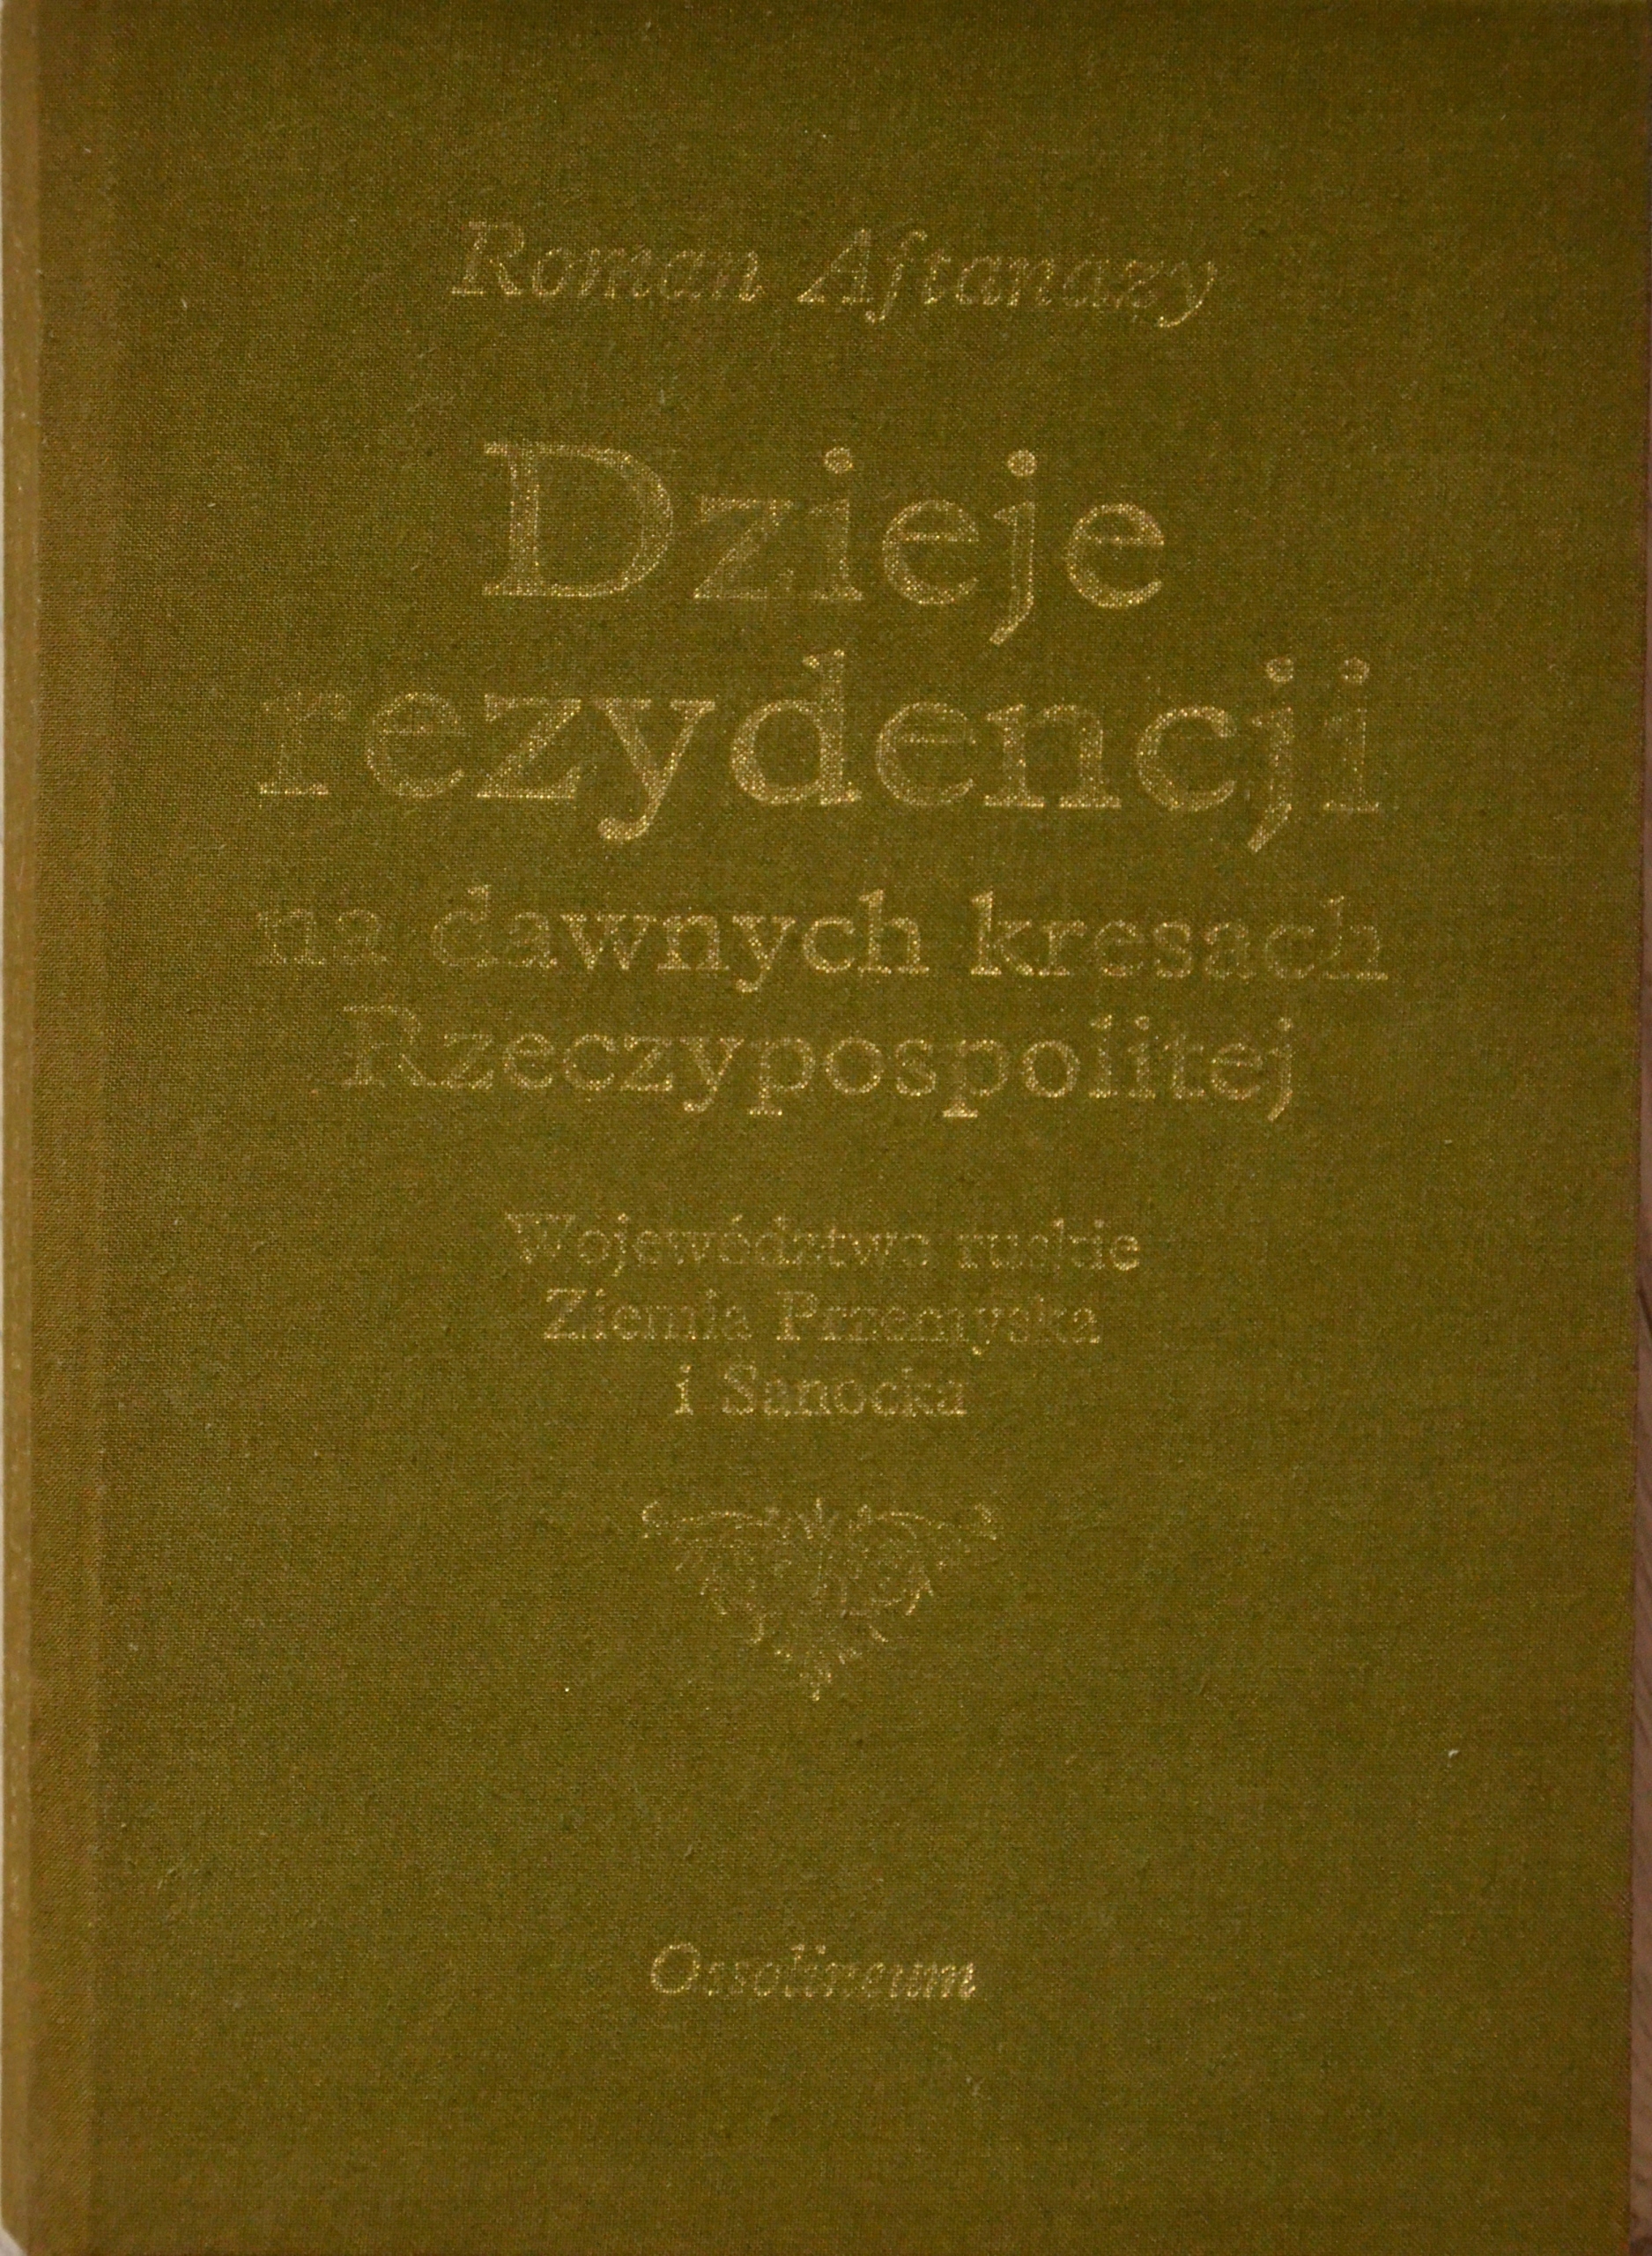 Roman Aftanazy
Dzieje
rezydencji
na dawnych kresach
Rzeczypospolitej
Województwo ruskie
Ziemia Przemyska
i Sanocka
Ossolineum